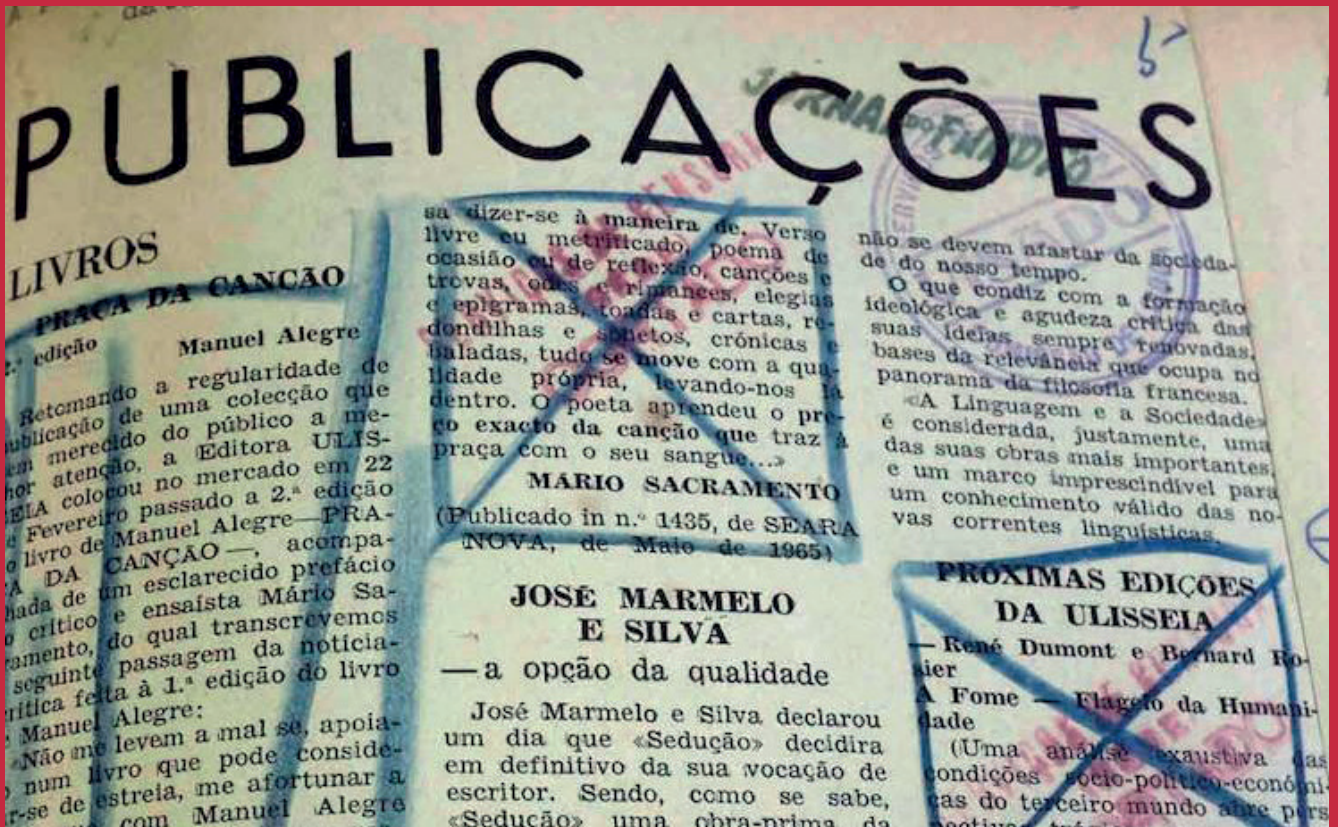 PUBLICAÇÕES
JORNAL DO FUNDÃO
LIVROS
PRAÇA DA CANÇÃO
2.ª edição
Manuel Alegre
Retomando a regularidade de
publicação de uma colecção que
em merecido do público a me-
hor atenção, a Editora ULIS-
SEIA colocou no mercado em 22
e Fevereiro passado a 2.ª edição
o livro de Manuel Alegre—PRA-
ÇA DA CANÇÃO—, acompa-
hada de um esclarecido prefácio
o crítico e ensaísta Mário Sa-
ramento, do qual transcrevemos
seguinte passagem da notícia-
crítica feita à 1.ª edição do livro
e Manuel Alegre:
«Não me levem a mal se, apoia-
o num livro que pode conside-
r-se de estreia, me afortunar a
com Manuel Alegre
sa dizer-se à maneira de. Verso
livre ou metrificado, poema de
ocasião ou de reflexão, canções e
trovas, odes e rimances, elegias
e epigramas, toadas e cartas, re-
dondilhas e sonetos, crónicas e
baladas, tudo se move com a qua-
lidade própria, levando-nos lá
dentro. O poeta aprendeu o pre-
ço exacto da canção que traz à
praça com o seu sangue...»
MÁRIO SACRAMENTO
(Publicado in n.º 1435, de SEARA
NOVA, de Maio de 1965)
JOSÉ MARMELO
E SILVA
— a opção da qualidade
José Marmelo e Silva declarou
um dia que «Sedução» decidira
em definitivo da sua vocação de
escritor. Sendo, como se sabe,
«Sedução» uma obra-prima da
não se devem afastar da socieda-
de do nosso tempo.
O que condiz com a formação
ideológica e agudeza crítica das
suas ideias sempre renovadas,
bases da relevância que ocupa no
panorama da filosofia francesa.
«A Linguagem e a Sociedade»
é considerada, justamente, uma
das suas obras mais importantes,
e um marco imprescindível para
um conhecimento válido das no-
vas correntes linguísticas.
PRÓXIMAS EDIÇÕES
DA ULISSEIA
— René Dumont e Bernard Ro-
sier
A Fome — Flagelo da Humani-
dade
(Uma análise exaustiva das
condições sócio-político-económi-
cas do terceiro mundo abre pers